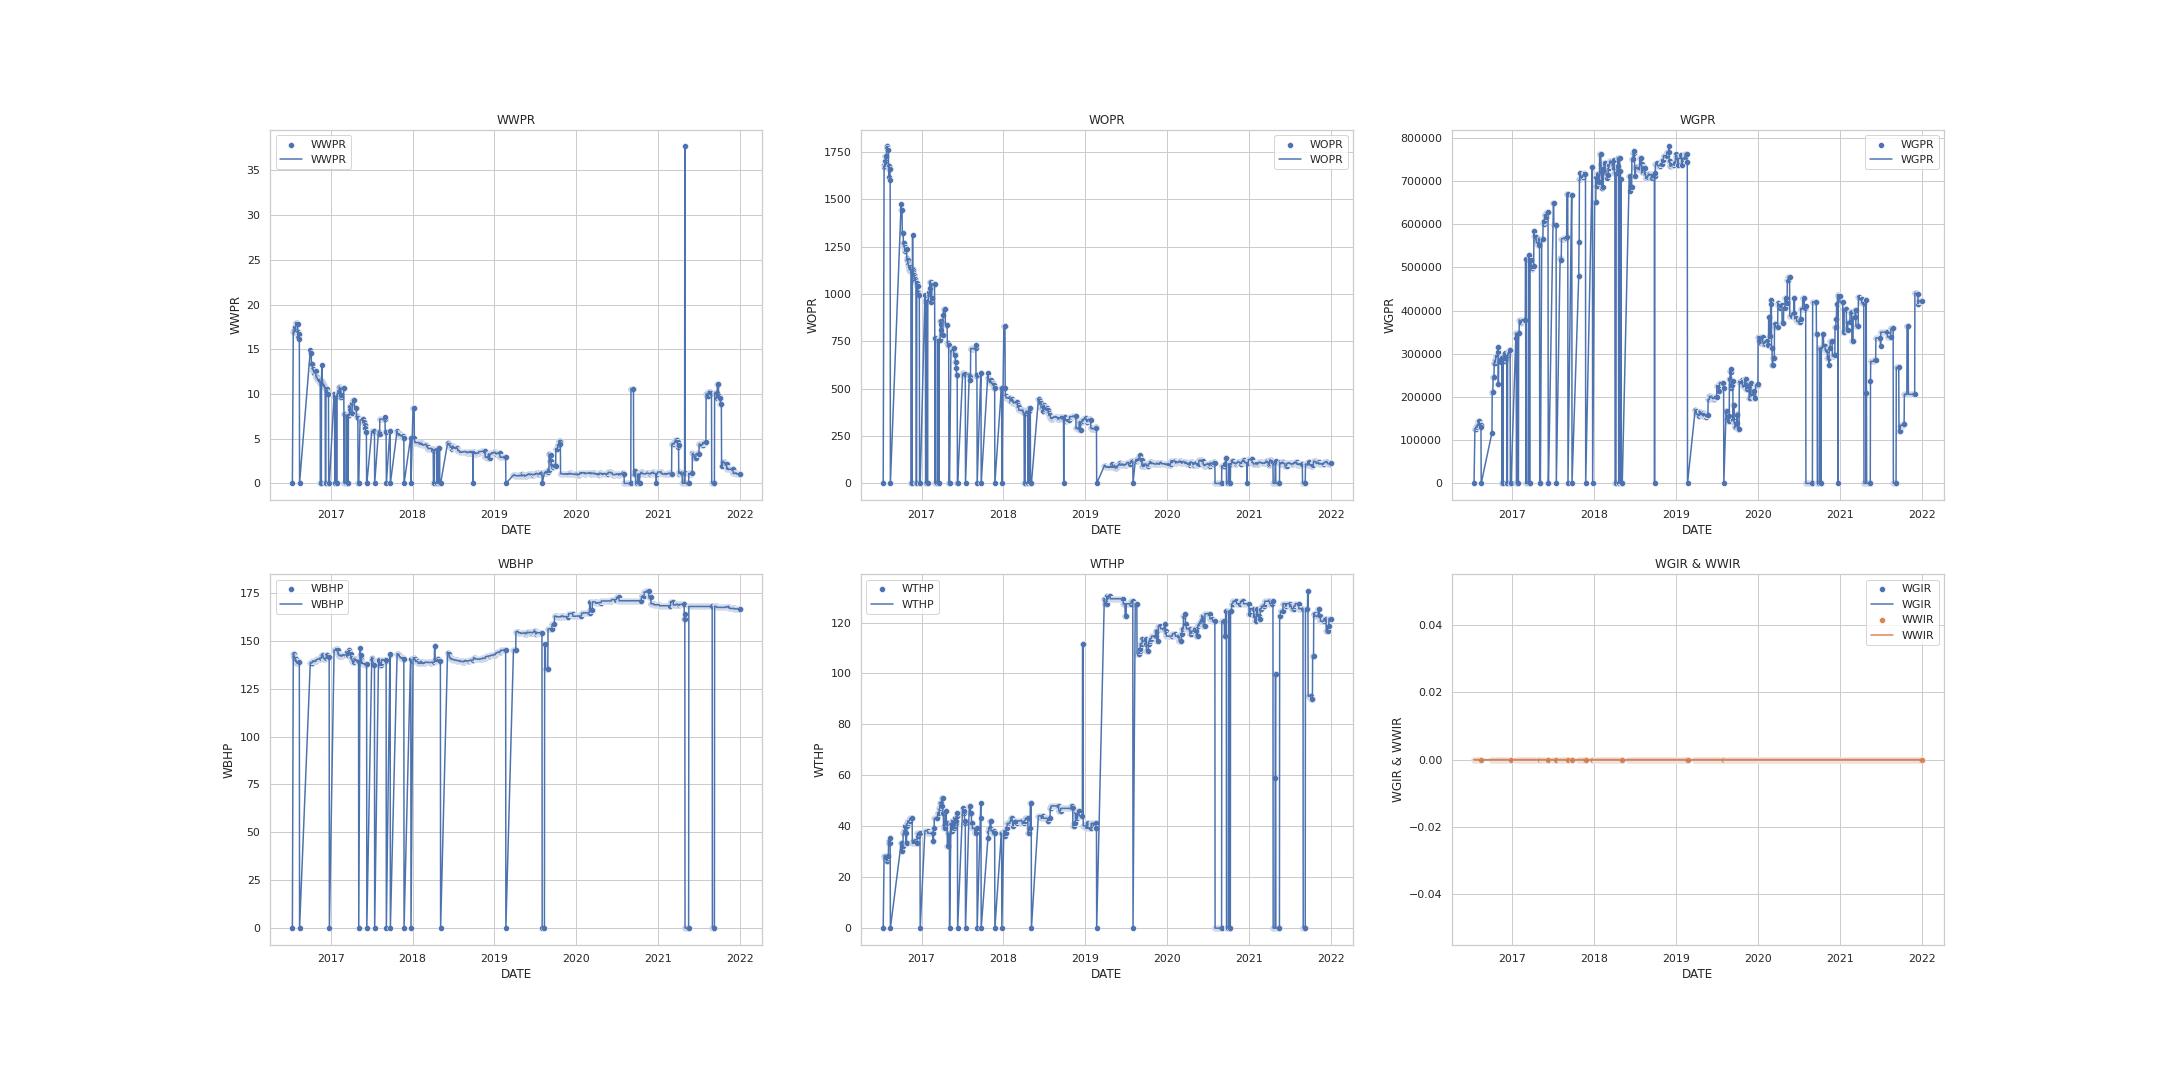 WWPR
WWPR
WWPR
35
30
25
20
15
10
5
0
WWPR
2017 2018 2019 2020 2021 2022
DATE
WOPR
WOPR
WOPR
1750
1500
1250
1000
750
500
250
0
WOPR
2017 2018 2019 2020 2021 2022
DATE
WGPR
WGPR
WGPR
800000
700000
600000
500000
400000
300000
200000
100000
0
WGPR
2017 2018 2019 2020 2021 2022
DATE
WBHP
WBHP
WBHP
175
150
125
100
75
50
25
0
WBHP
2017 2018 2019 2020 2021 2022
DATE
WTHP
WTHP
WTHP
120
100
80
60
40
20
0
WTHP
2017 2018 2019 2020 2021 2022
DATE
WGIR & WWIR
WGIR
WGIR
WWIR
WWIR
0.04
0.02
0.00
−0.02
−0.04
WGIR & WWIR
2017 2018 2019 2020 2021 2022
DATE